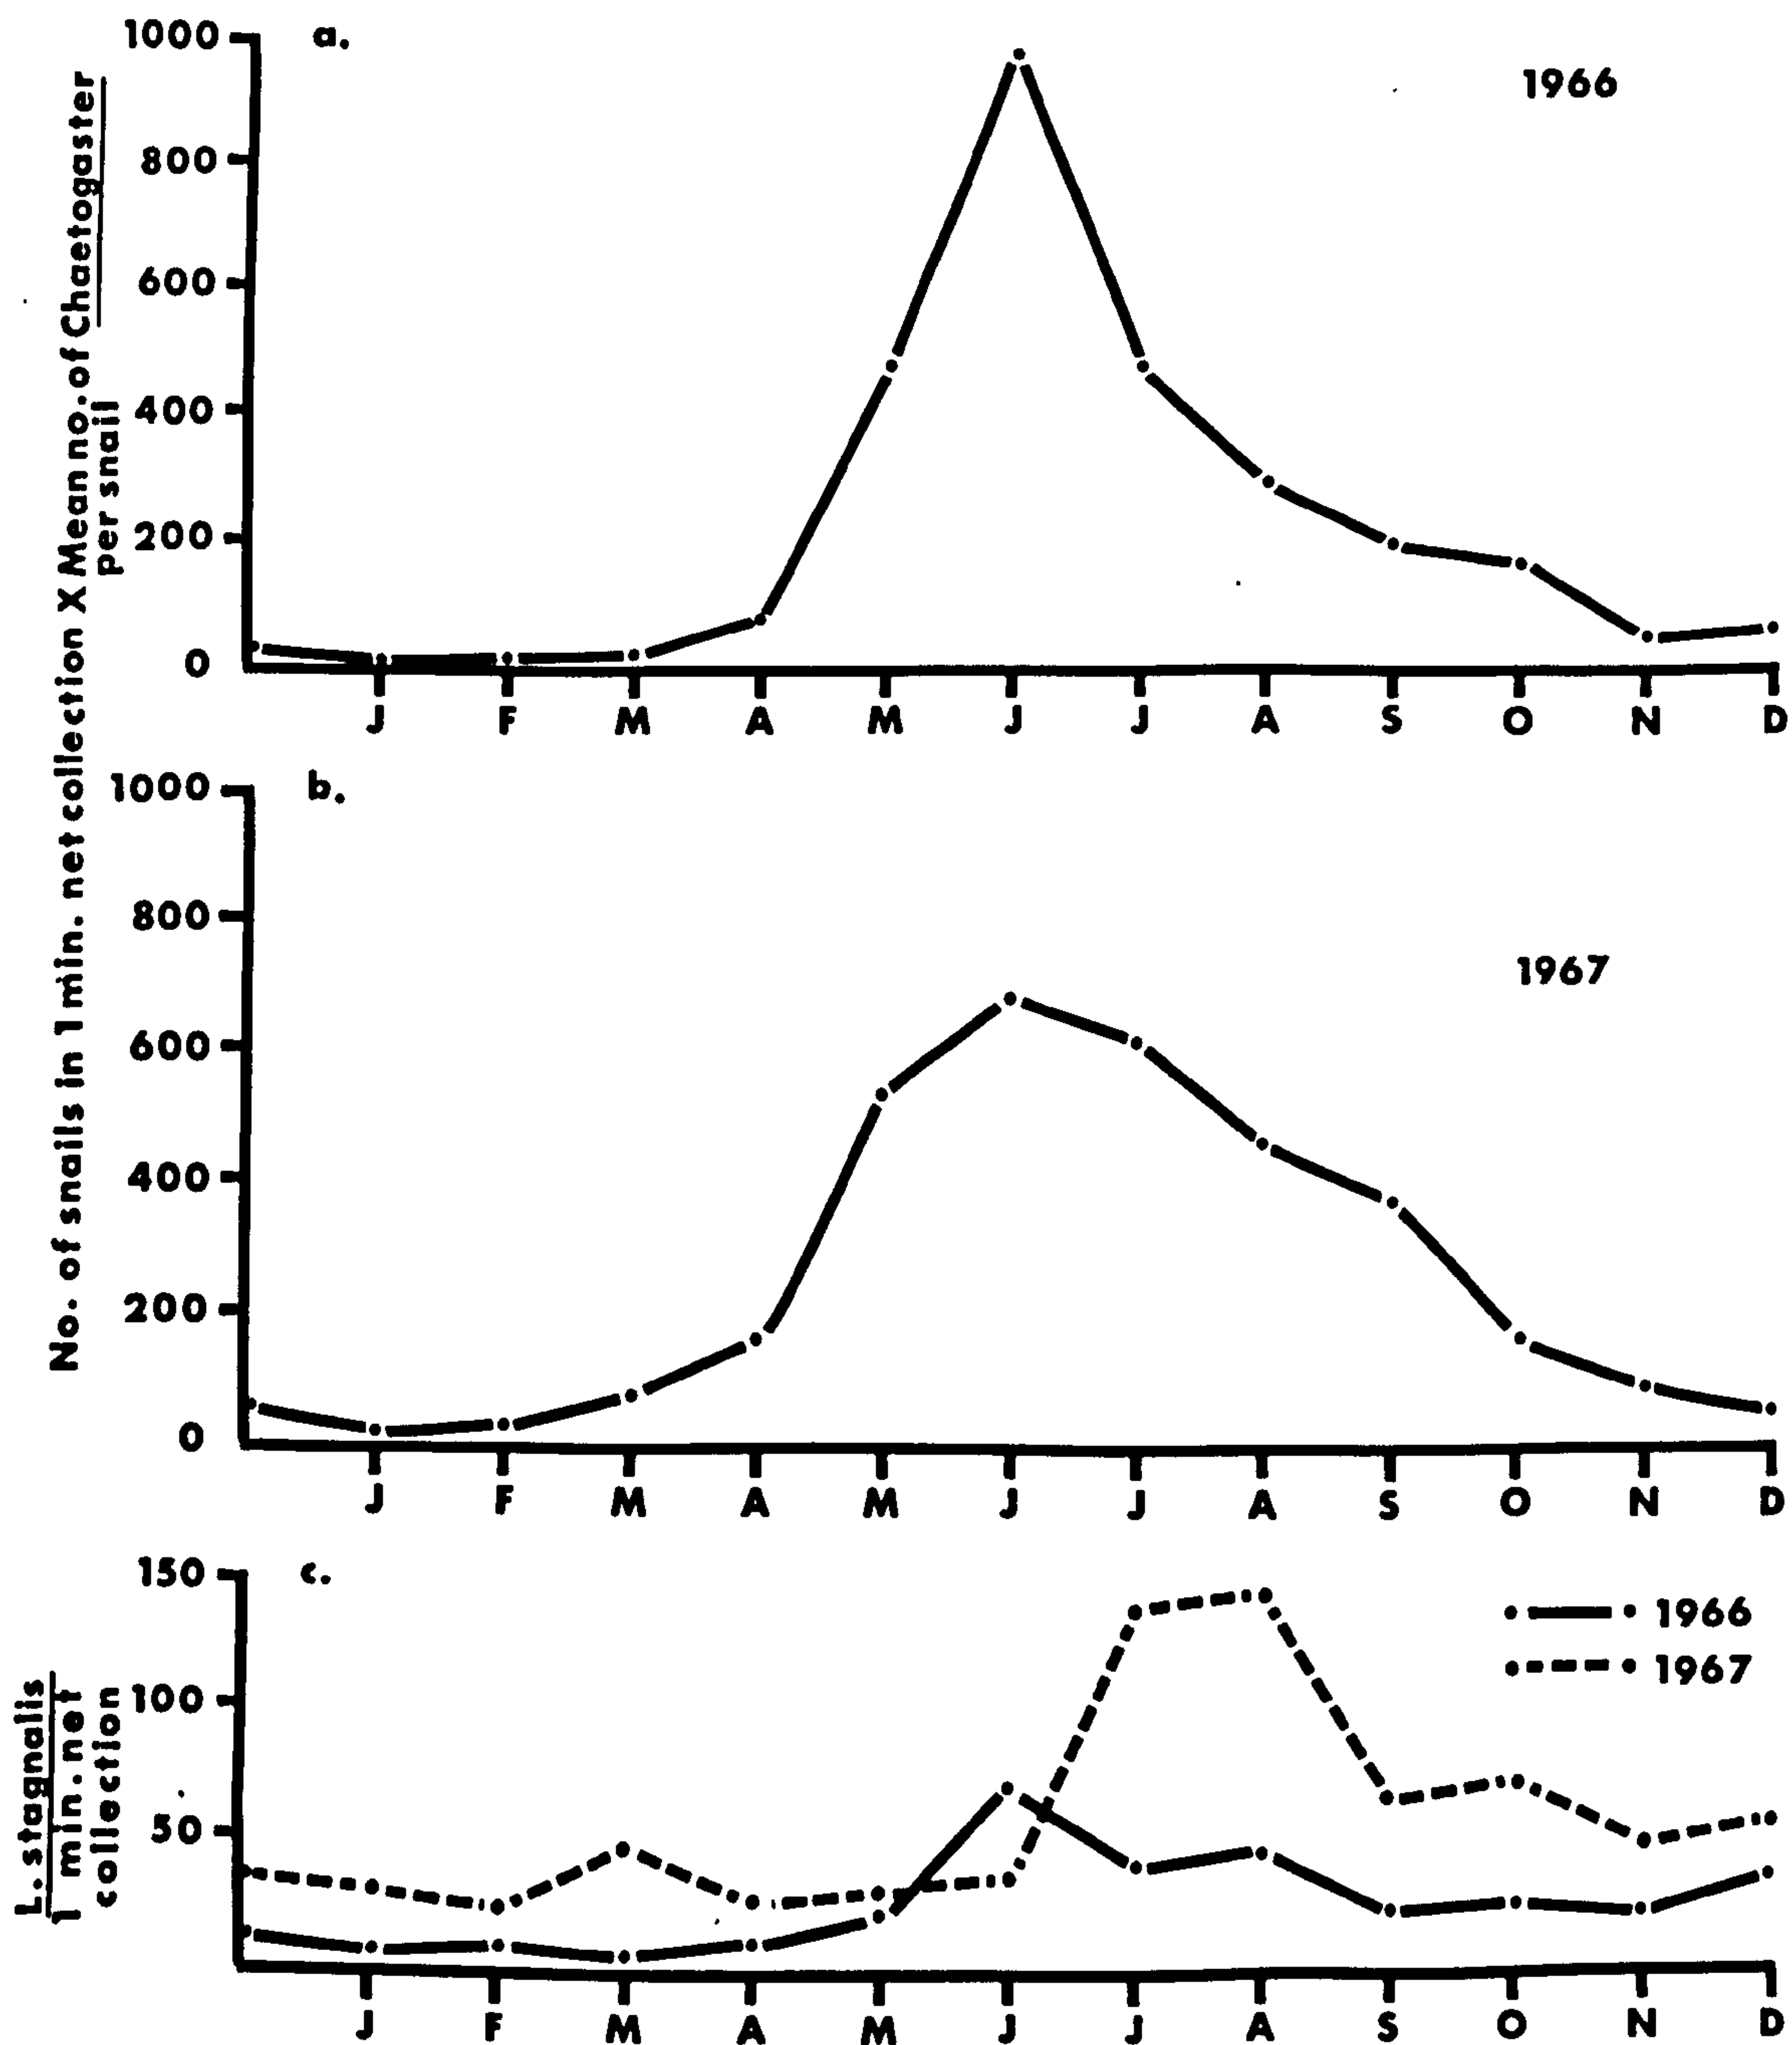 No. of snails in 1 min. net collection X Mean no. of Chaetogaster
per snail
a.
1966
1000
800
600
400
200
0
J F M A M J J A S O N D
b.
1967
1000
800
600
400
200
0
J F M A M J J A S O N D
L. stagnalis
1 min. net
collection
c.
150
100
50
1966
1967
J F M A M J J A S O N D